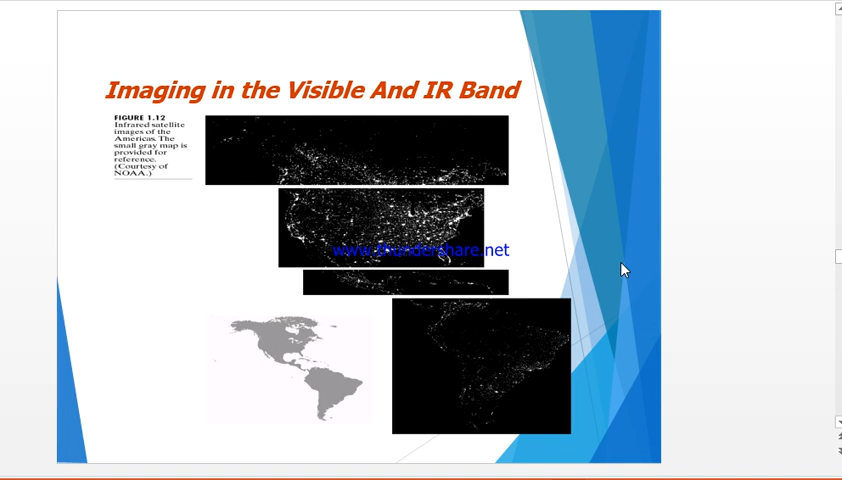 Imaging in the Visible And IR Band
FIGURE 1.12
Infrared satellite
images of the
Americas. The
small gray map is
provided for
reference.
(Courtesy of
NOAA.)
www.thundershare.net